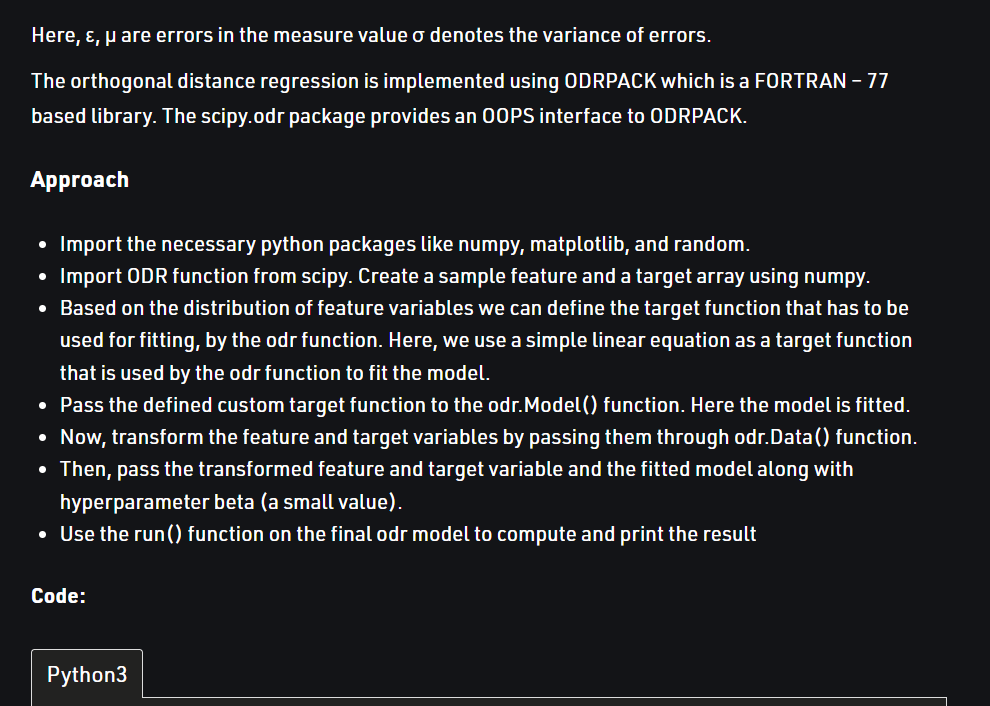 Here, ε, μ are errors in the measure value σ denotes the variance of errors.
The orthogonal distance regression is implemented using ODRPACK which is a FORTRAN – 77
based library. The scipy.odr package provides an OOPS interface to ODRPACK.
Approach
• Import the necessary python packages like numpy, matplotlib, and random.
• Import ODR function from scipy. Create a sample feature and a target array using numpy.
• Based on the distribution of feature variables we can define the target function that has to be
used for fitting, by the odr function. Here, we use a simple linear equation as a target function
that is used by the odr function to fit the model.
• Pass the defined custom target function to the odr.Model() function. Here the model is fitted.
• Now, transform the feature and target variables by passing them through odr.Data() function.
• Then, pass the transformed feature and target variable and the fitted model along with
hyperparameter beta (a small value).
• Use the run() function on the final odr model to compute and print the result
Code:
Python3